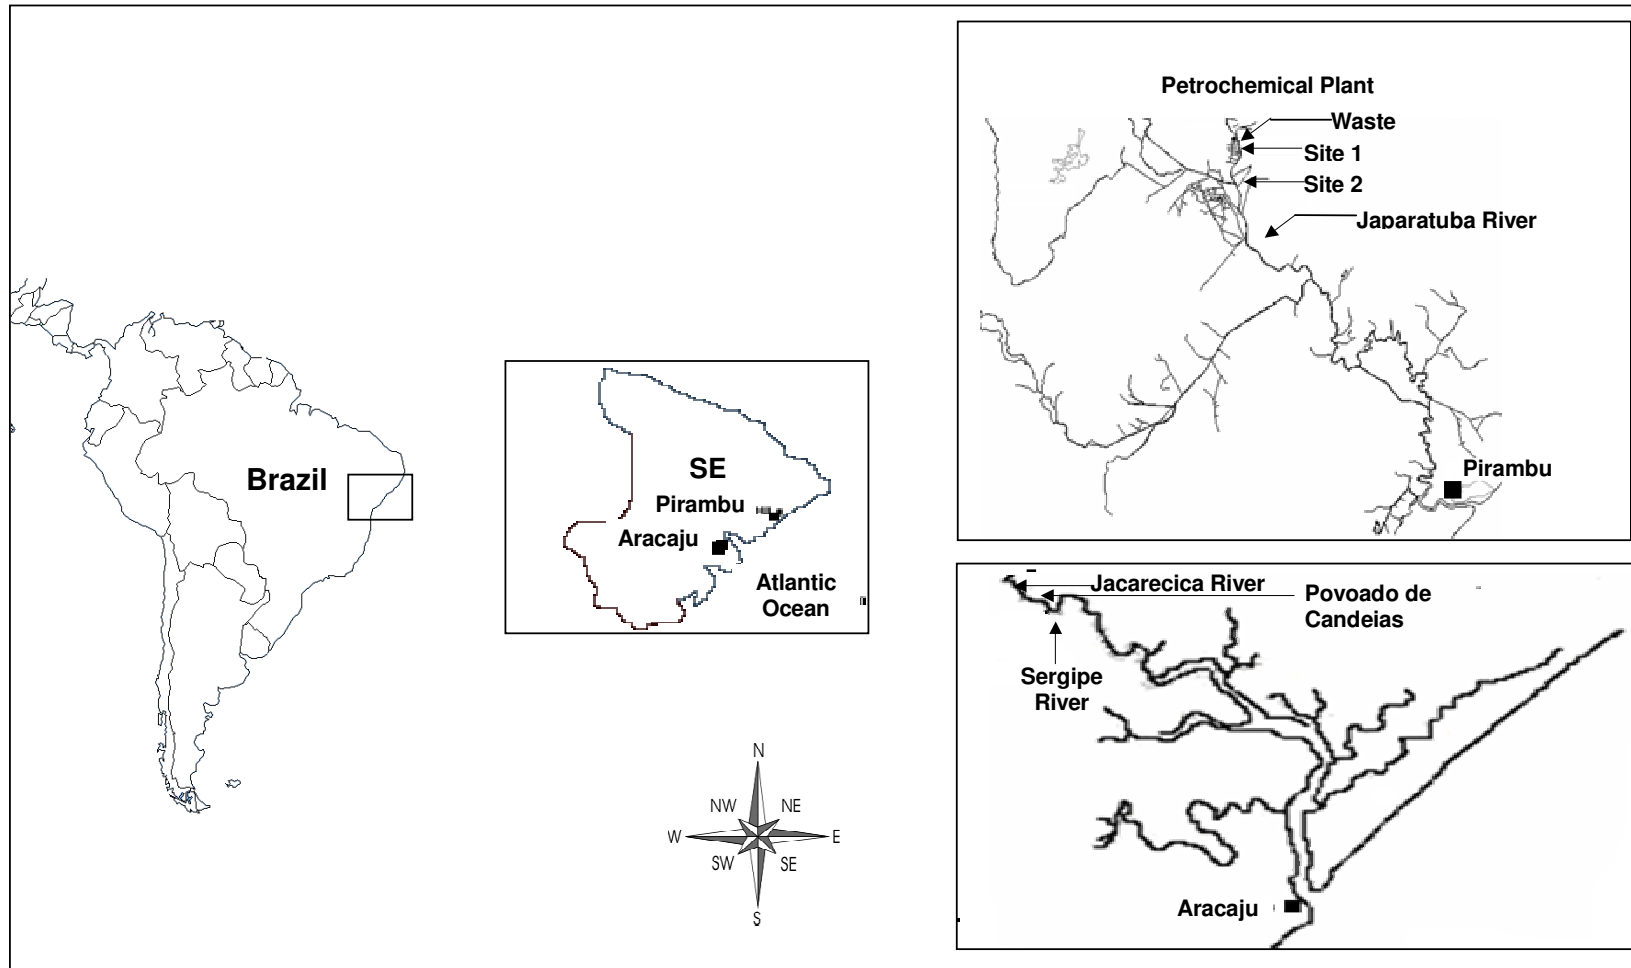 Brazil
SE
Pirambu
Aracaju
Atlantic
Ocean
N
NW
NE
W
E
SW
SE
S
Petrochemical Plant
Waste
Site 1
Site 2
Japaratuba River
Pirambu
Jacarecica River
Povoado de
Candeias
Sergipe
River
Aracaju